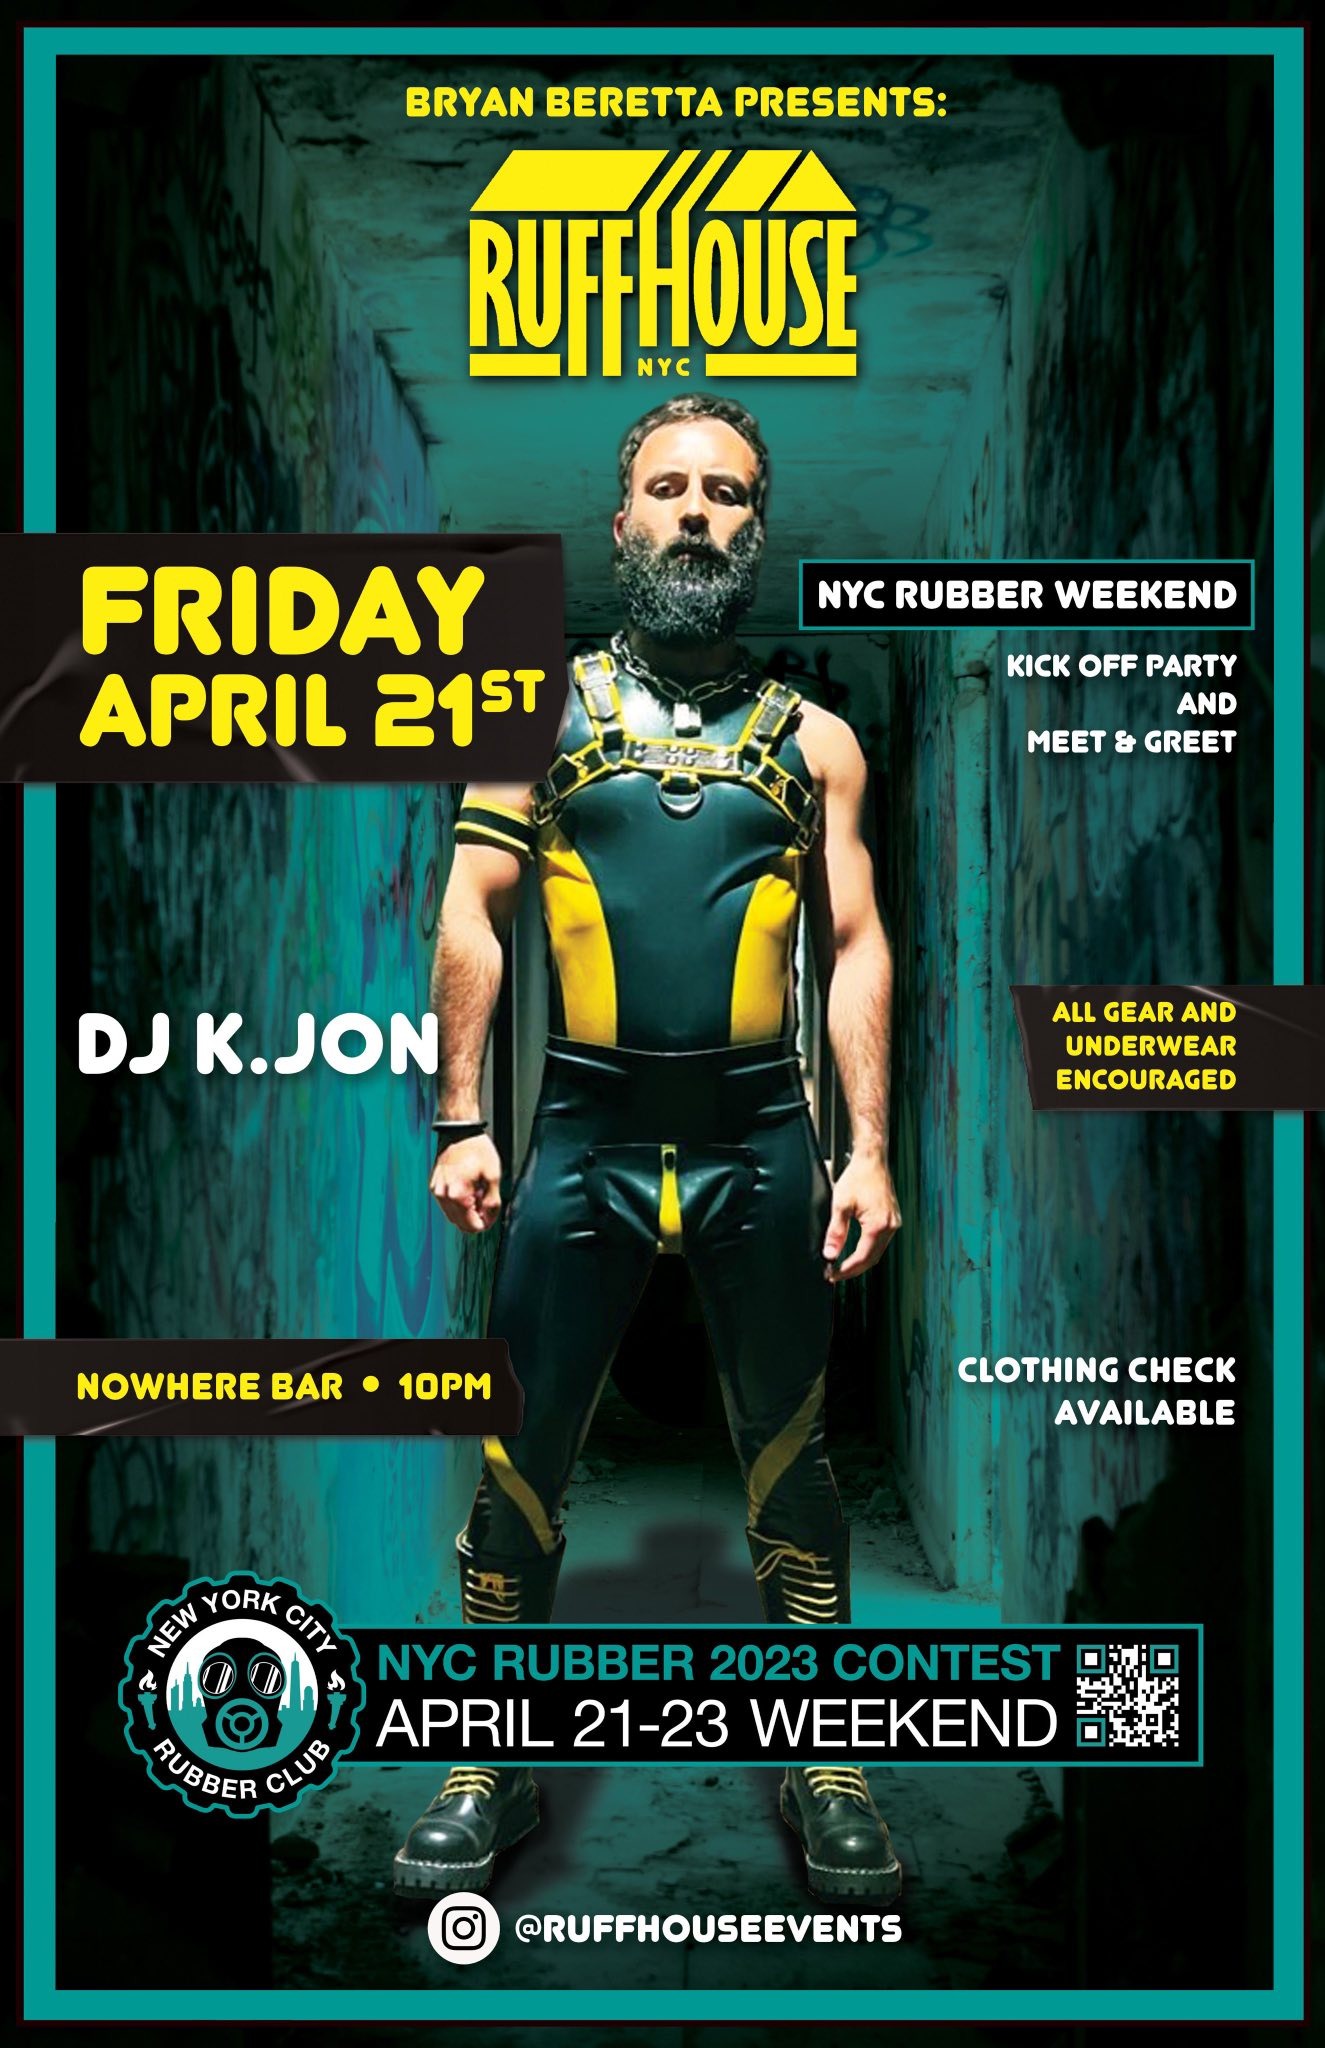 BRYAN BERETTA PRESENTS:
RUFFHOUSE
NYC
FRIDAY
APRIL 21ST
NYC RUBBER WEEKEND
KICK OFF PARTY
AND
MEET & GREET
DJ K.JON
ALL GEAR AND
UNDERWEAR
ENCOURAGED
NOWHERE BAR • 10PM
CLOTHING CHECK
AVAILABLE
NEW YORK CITY
RUBBER CLUB
NYC RUBBER 2023 CONTEST
APRIL 21-23 WEEKEND
@RUFFHOUSEEVENTS